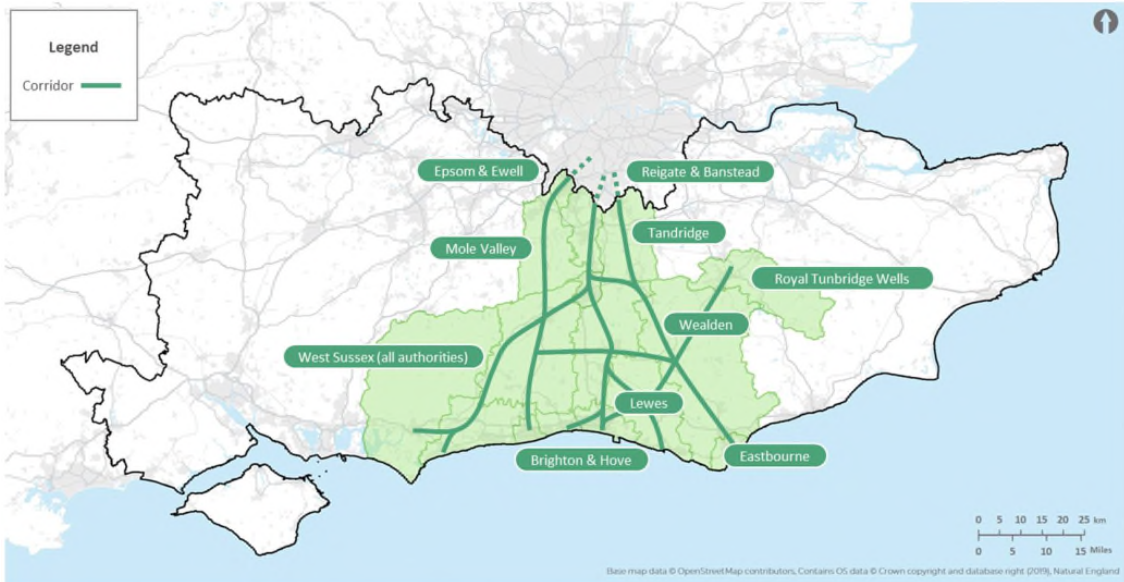 Legend
Corridor
Epsom & Ewell
Reigate & Banstead
Mole Valley
Tandridge
Royal Tunbridge Wells
Wealden
West Sussex (all authorities)
Lewes
Brighton & Hove
Eastbourne
0 5 10 15 20 25 km
0 5 10 15 Miles
Base map data © OpenStreetMap contributors, Contains OS data © Crown copyright and database right (2019), Natural England